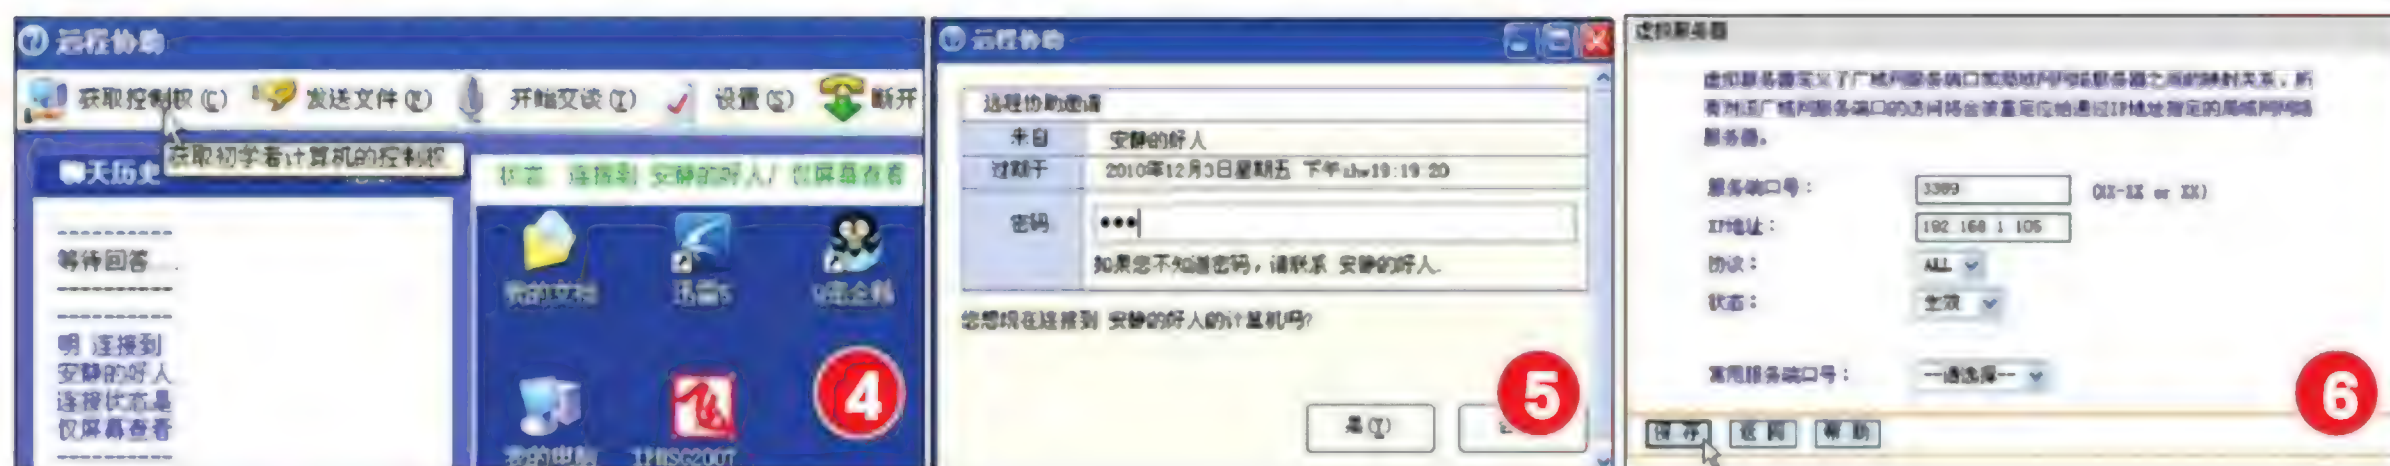 远程协助
获取控制权(C) 发送文件(F) 开始交谈(T) 设置(S) 断开
获取初学者计算机的控制权
聊天历史
状态: 连接到 安静的好人/ 仅屏幕查看
等待回答...
明 连接到
安静的好人
连接状态是
仅屏幕查看
我的文档 迅雷5
我的电脑
4
远程协助
远程协助邀请
来自 安静的好人
过期于 2010年12月3日星期五 下午 19:19:20
密码 •••
如果您不知道密码，请联系 安静的好人.
您想现在连接到 安静的好人的计算机吗?
是(Y)
5
虚拟服务器
虚拟服务器定义了广域网服务端口和局域网网络服务器之间的映射关系，所
有对该广域网服务端口的访问将会被重定位给通过IP地址指定的局域网网络
服务器。
服务端口号： 3389 (XX-XX or XX)
IP地址： 192.168.1.105
协议： ALL
状态： 生效
常用服务端口号： --请选择--
保存 返回 帮助
6